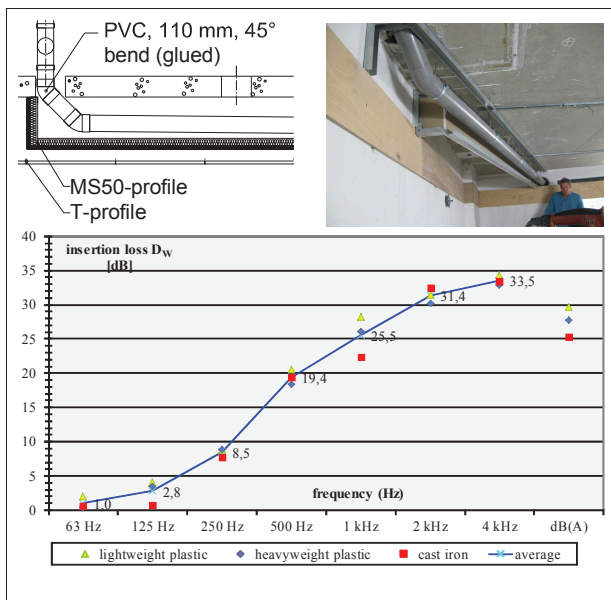 PVC, 110 mm, 45°
bend (glued)
MS50-profile
T-profile
insertion loss DW
[dB]
40
35
30
25
20
15
10
5
0
1,0
2,8
8,5
19,4
25,5
31,4
33,5
frequency (Hz)
63 Hz 125 Hz 250 Hz 500 Hz 1 kHz 2 kHz 4 kHz dB(A)
lightweight plastic heavyweight plastic cast iron average